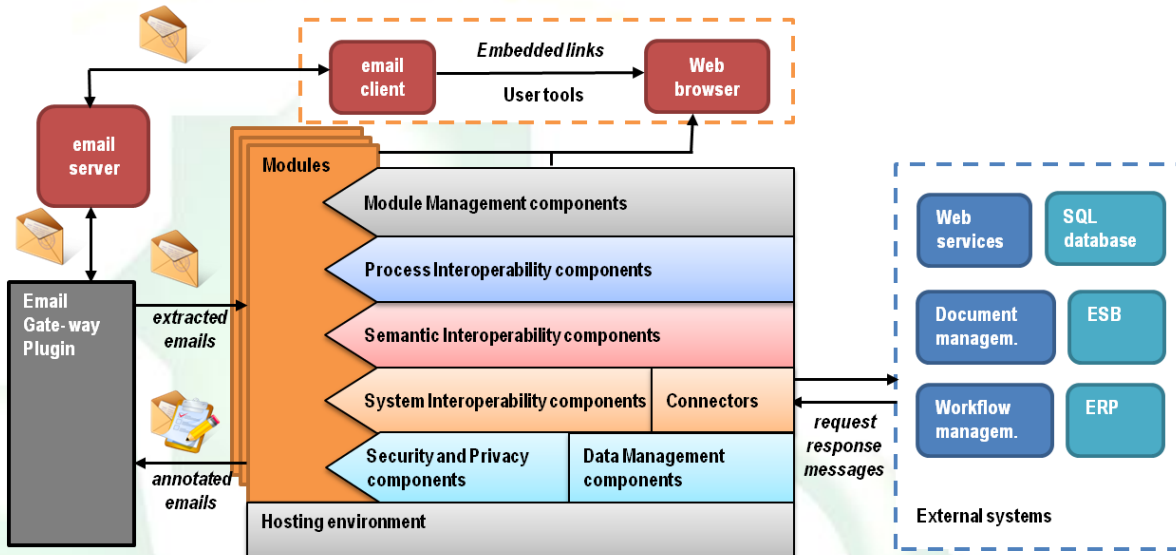 email
client
Embedded links
User tools
Web
browser
email
server
Modules
Module Management components
Process Interoperability components
Semantic Interoperability components
System Interoperability components
Connectors
Security and Privacy
components
Data Management
components
Hosting environment
Email
Gate- way
Plugin
extracted
emails
annotated
emails
request
response
messages
Web
services
SQL
database
Document
managem.
ESB
Workflow
managem.
ERP
External systems